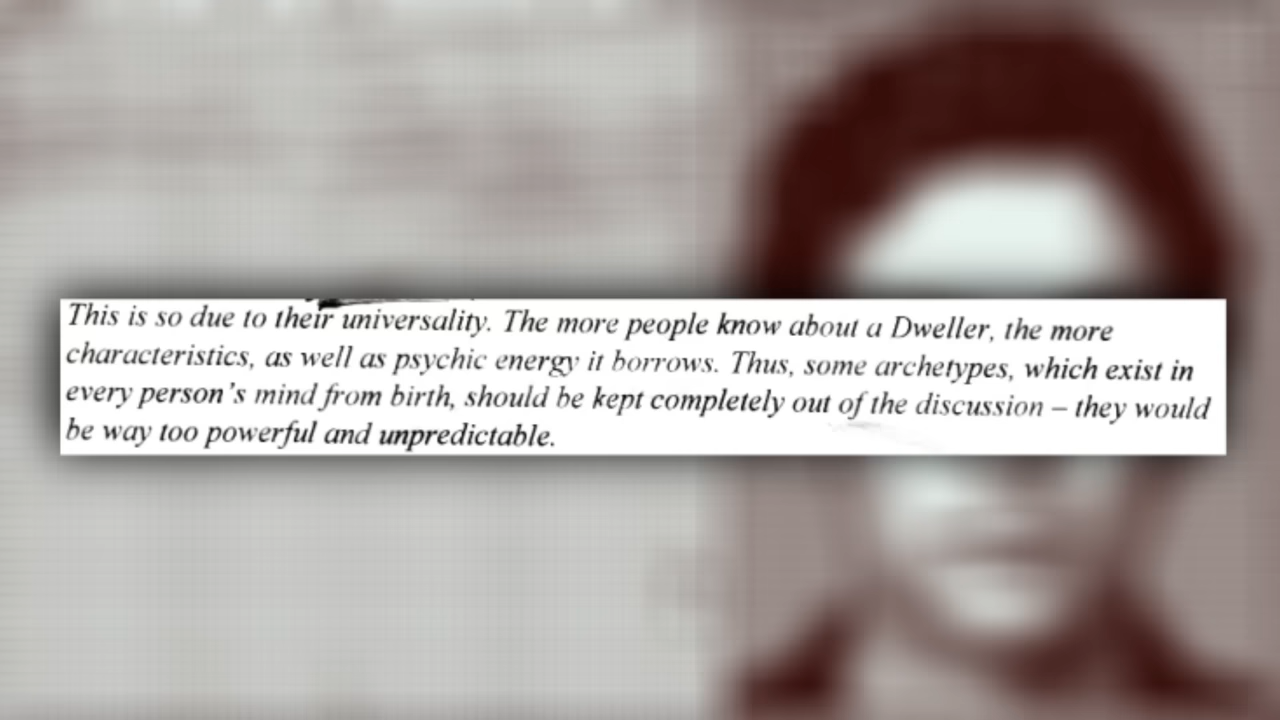 This is so due to their universality. The more people know about a Dweller, the more
characteristics, as well as psychic energy it borrows. Thus, some archetypes, which exist in
every person's mind from birth, should be kept completely out of the discussion – they would
be way too powerful and unpredictable.